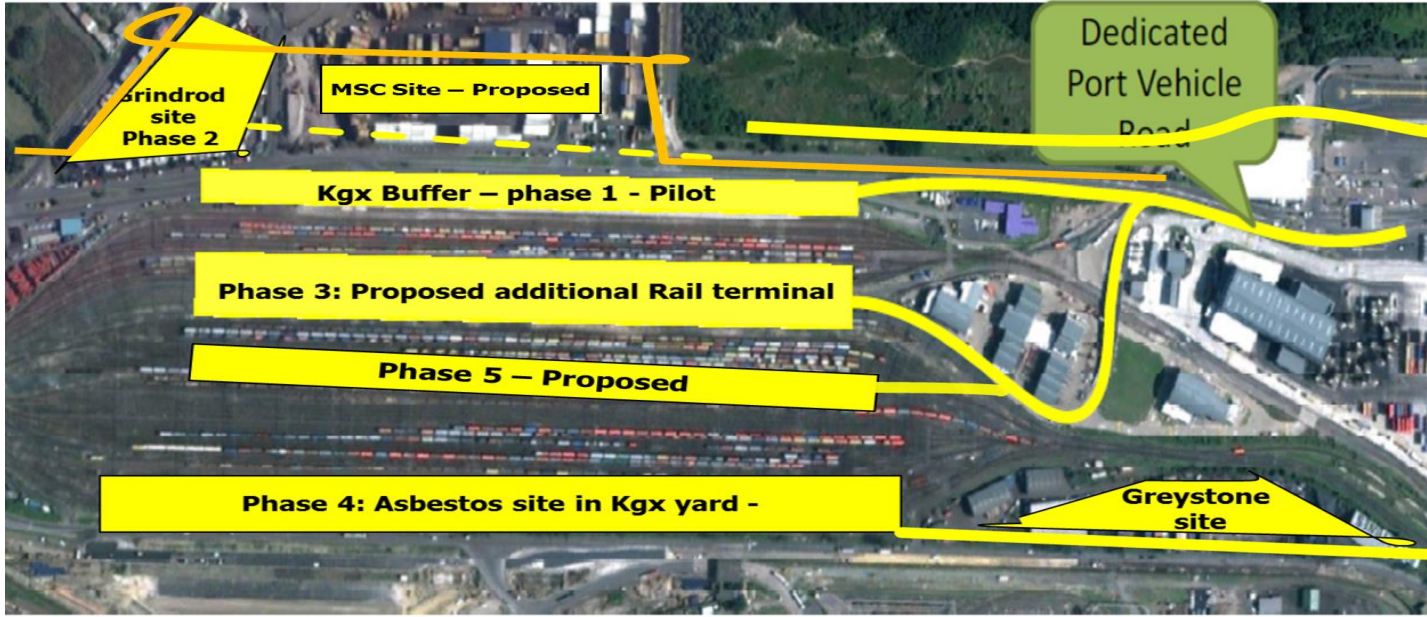 Dedicated
Port Vehicle
Road
Grindrod
site
Phase 2
MSC Site – Proposed
Kgx Buffer – phase 1 - Pilot
Phase 3: Proposed additional Rail terminal
Phase 5 – Proposed
Phase 4: Asbestos site in Kgx yard -
Greystone
site